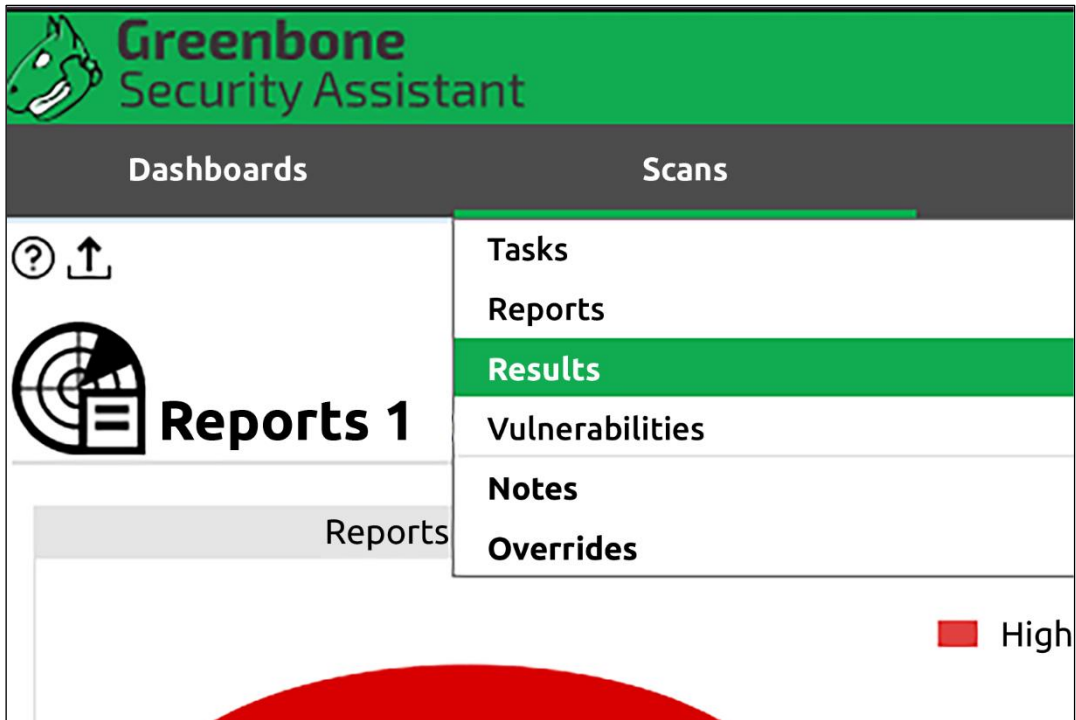 Greenbone
Security Assistant
Dashboards Scans
Tasks
Reports
Results
Vulnerabilities
Notes
Overrides
Reports 1
Reports
High